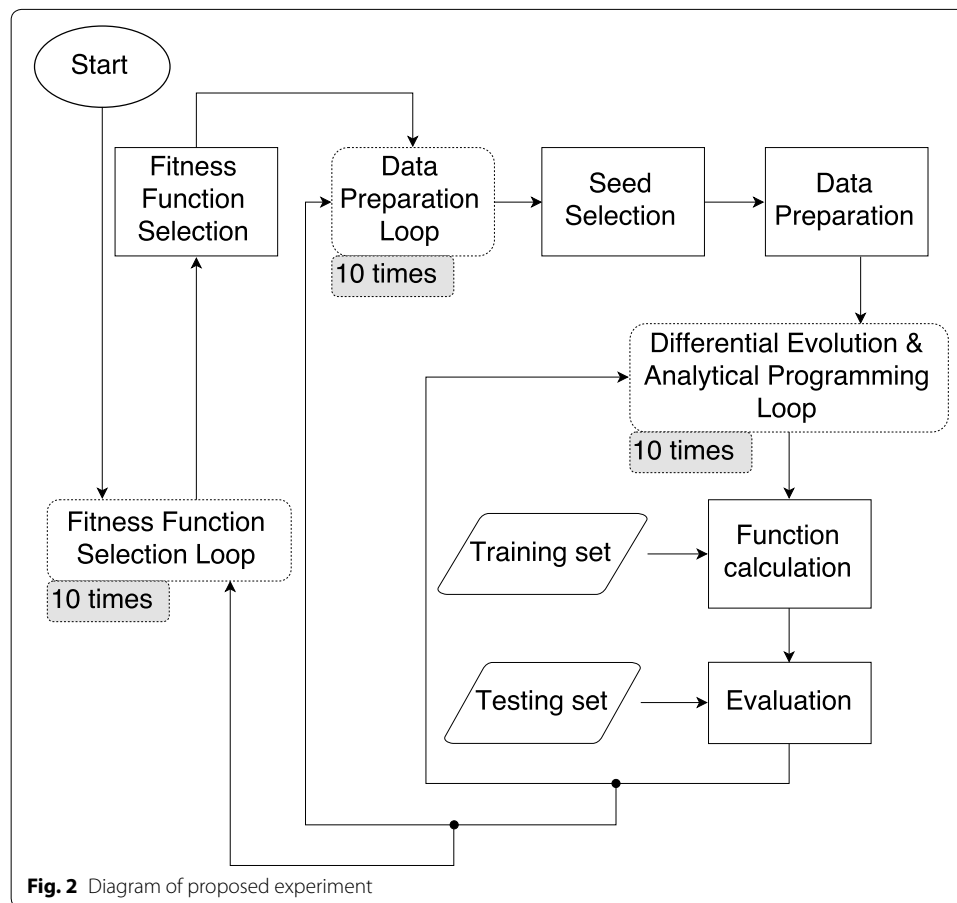 Start
Fitness
Function
Selection
Data
Preparation
Loop
10 times
Seed
Selection
Data
Preparation
Differential Evolution &
Analytical Programming
Loop
10 times
Fitness Function
Selection Loop
10 times
Training set
Function
calculation
Testing set
Evaluation
Fig. 2 Diagram of proposed experiment